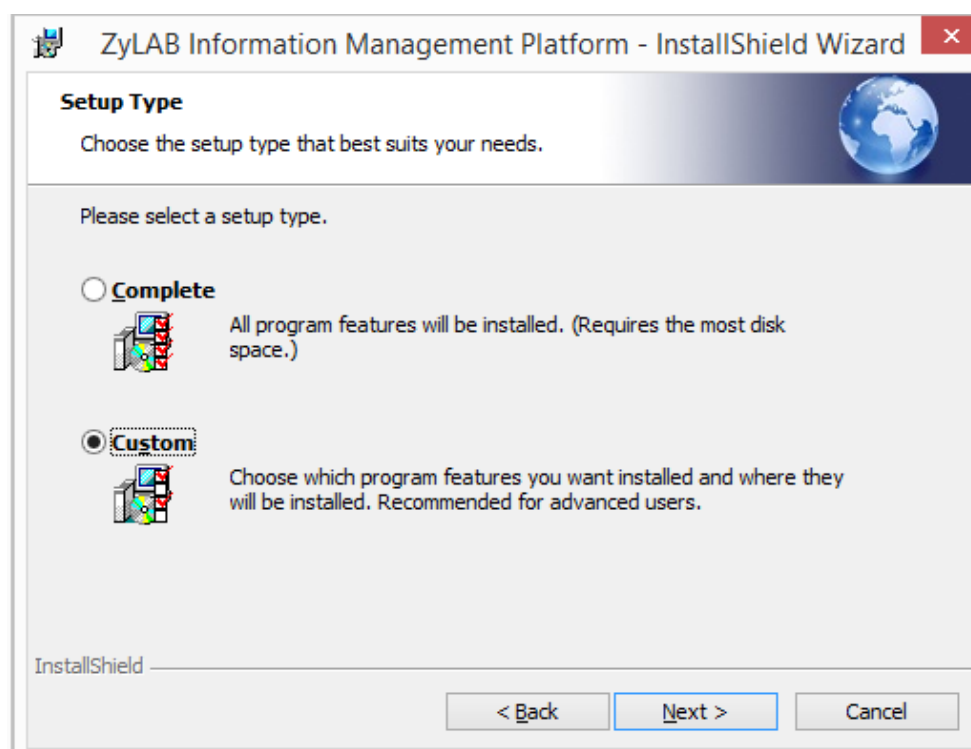 ZyLAB Information Management Platform - InstallShield Wizard
Setup Type
Choose the setup type that best suits your needs.
Please select a setup type.
Complete
All program features will be installed. (Requires the most disk
space.)
Custom
Choose which program features you want installed and where they
will be installed. Recommended for advanced users.
InstallShield
< Back Next > Cancel